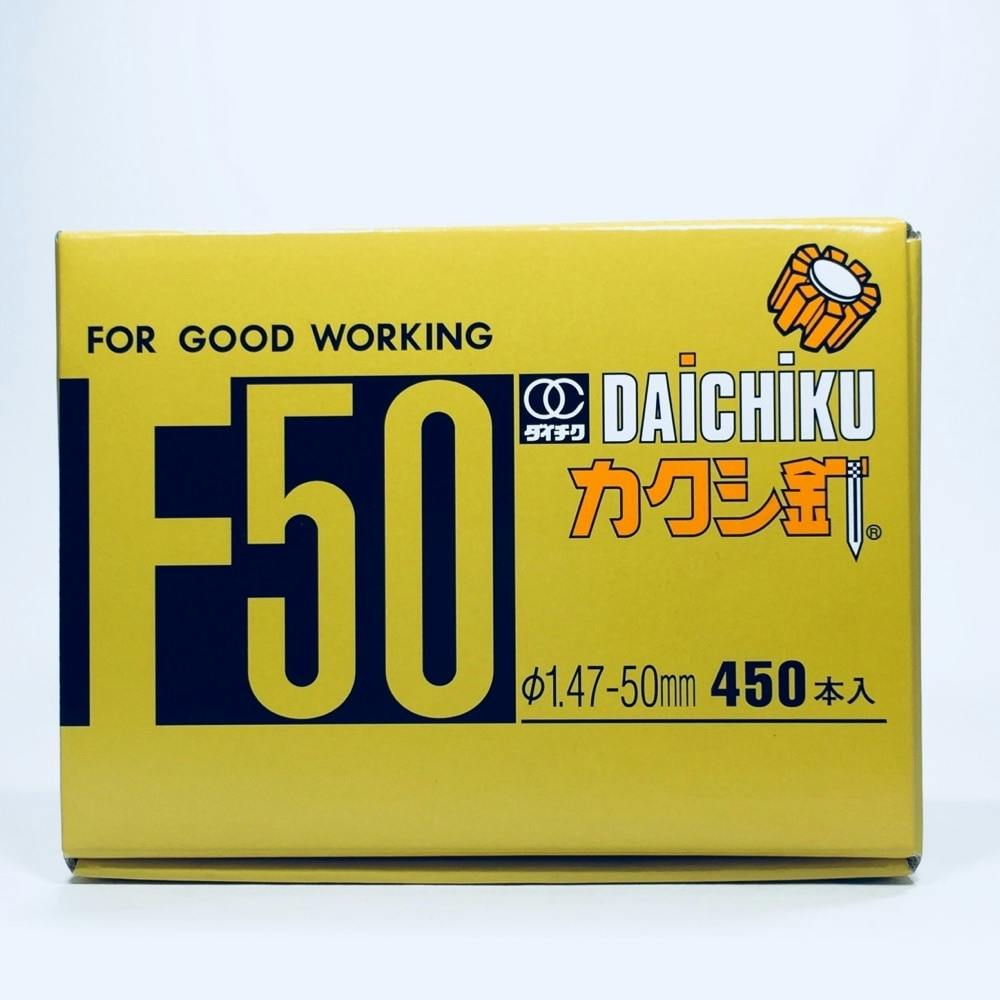 FOR GOOD WORKING
F50
ダイチク
DAiCHiKU
カクシ釘®
φ1.47-50mm 450本入